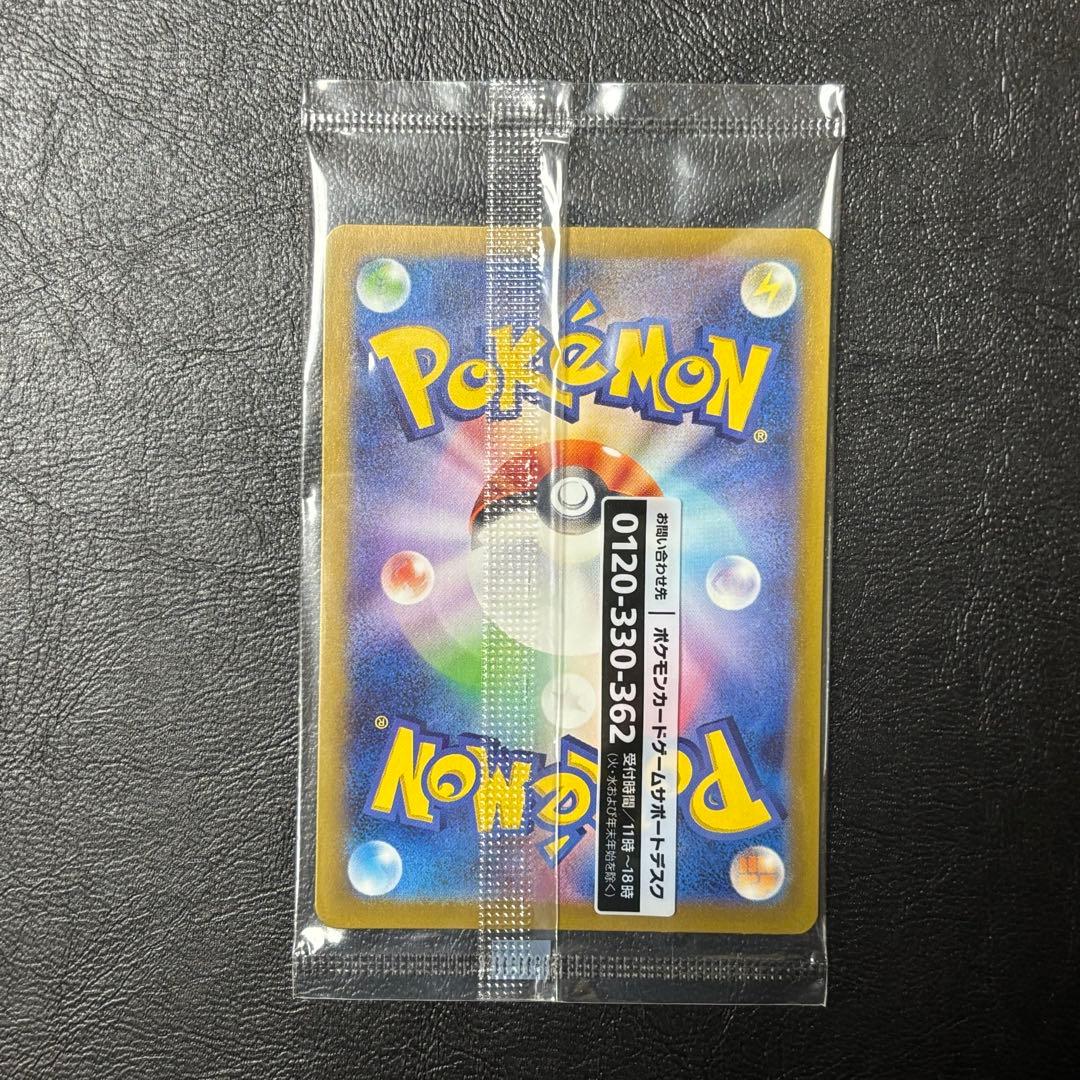 POKéMON
®
お問い合わせ先 | ポケモンカードゲームサポートデスク
0120-330-362 受付時間/11時~18時
(火・水および年末年始を除く)
POKéMON
®